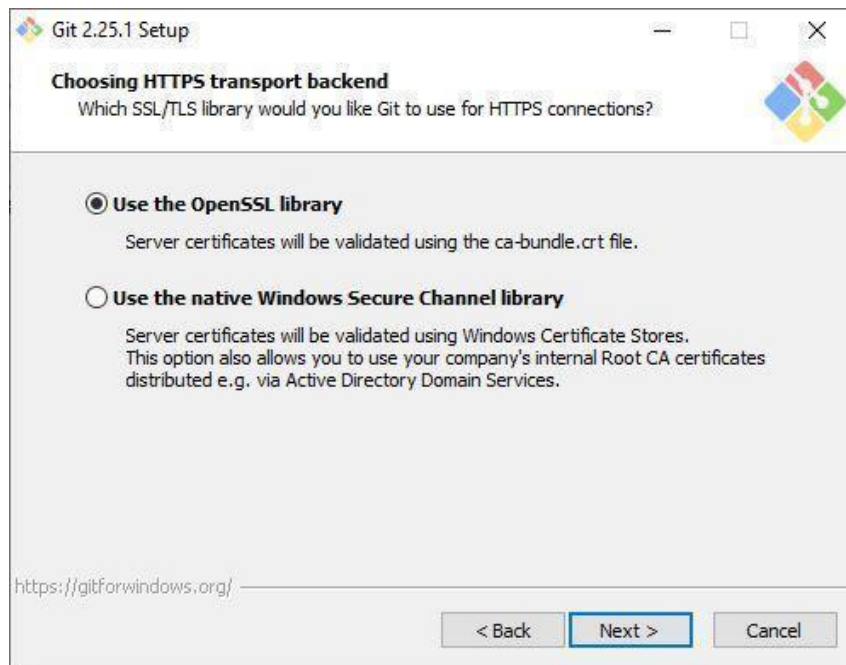 Git 2.25.1 Setup
Choosing HTTPS transport backend
Which SSL/TLS library would you like Git to use for HTTPS connections?
Use the OpenSSL library
Server certificates will be validated using the ca-bundle.crt file.
Use the native Windows Secure Channel library
Server certificates will be validated using Windows Certificate Stores.
This option also allows you to use your company's internal Root CA certificates
distributed e.g. via Active Directory Domain Services.
https://gitforwindows.org/
< Back Next > Cancel